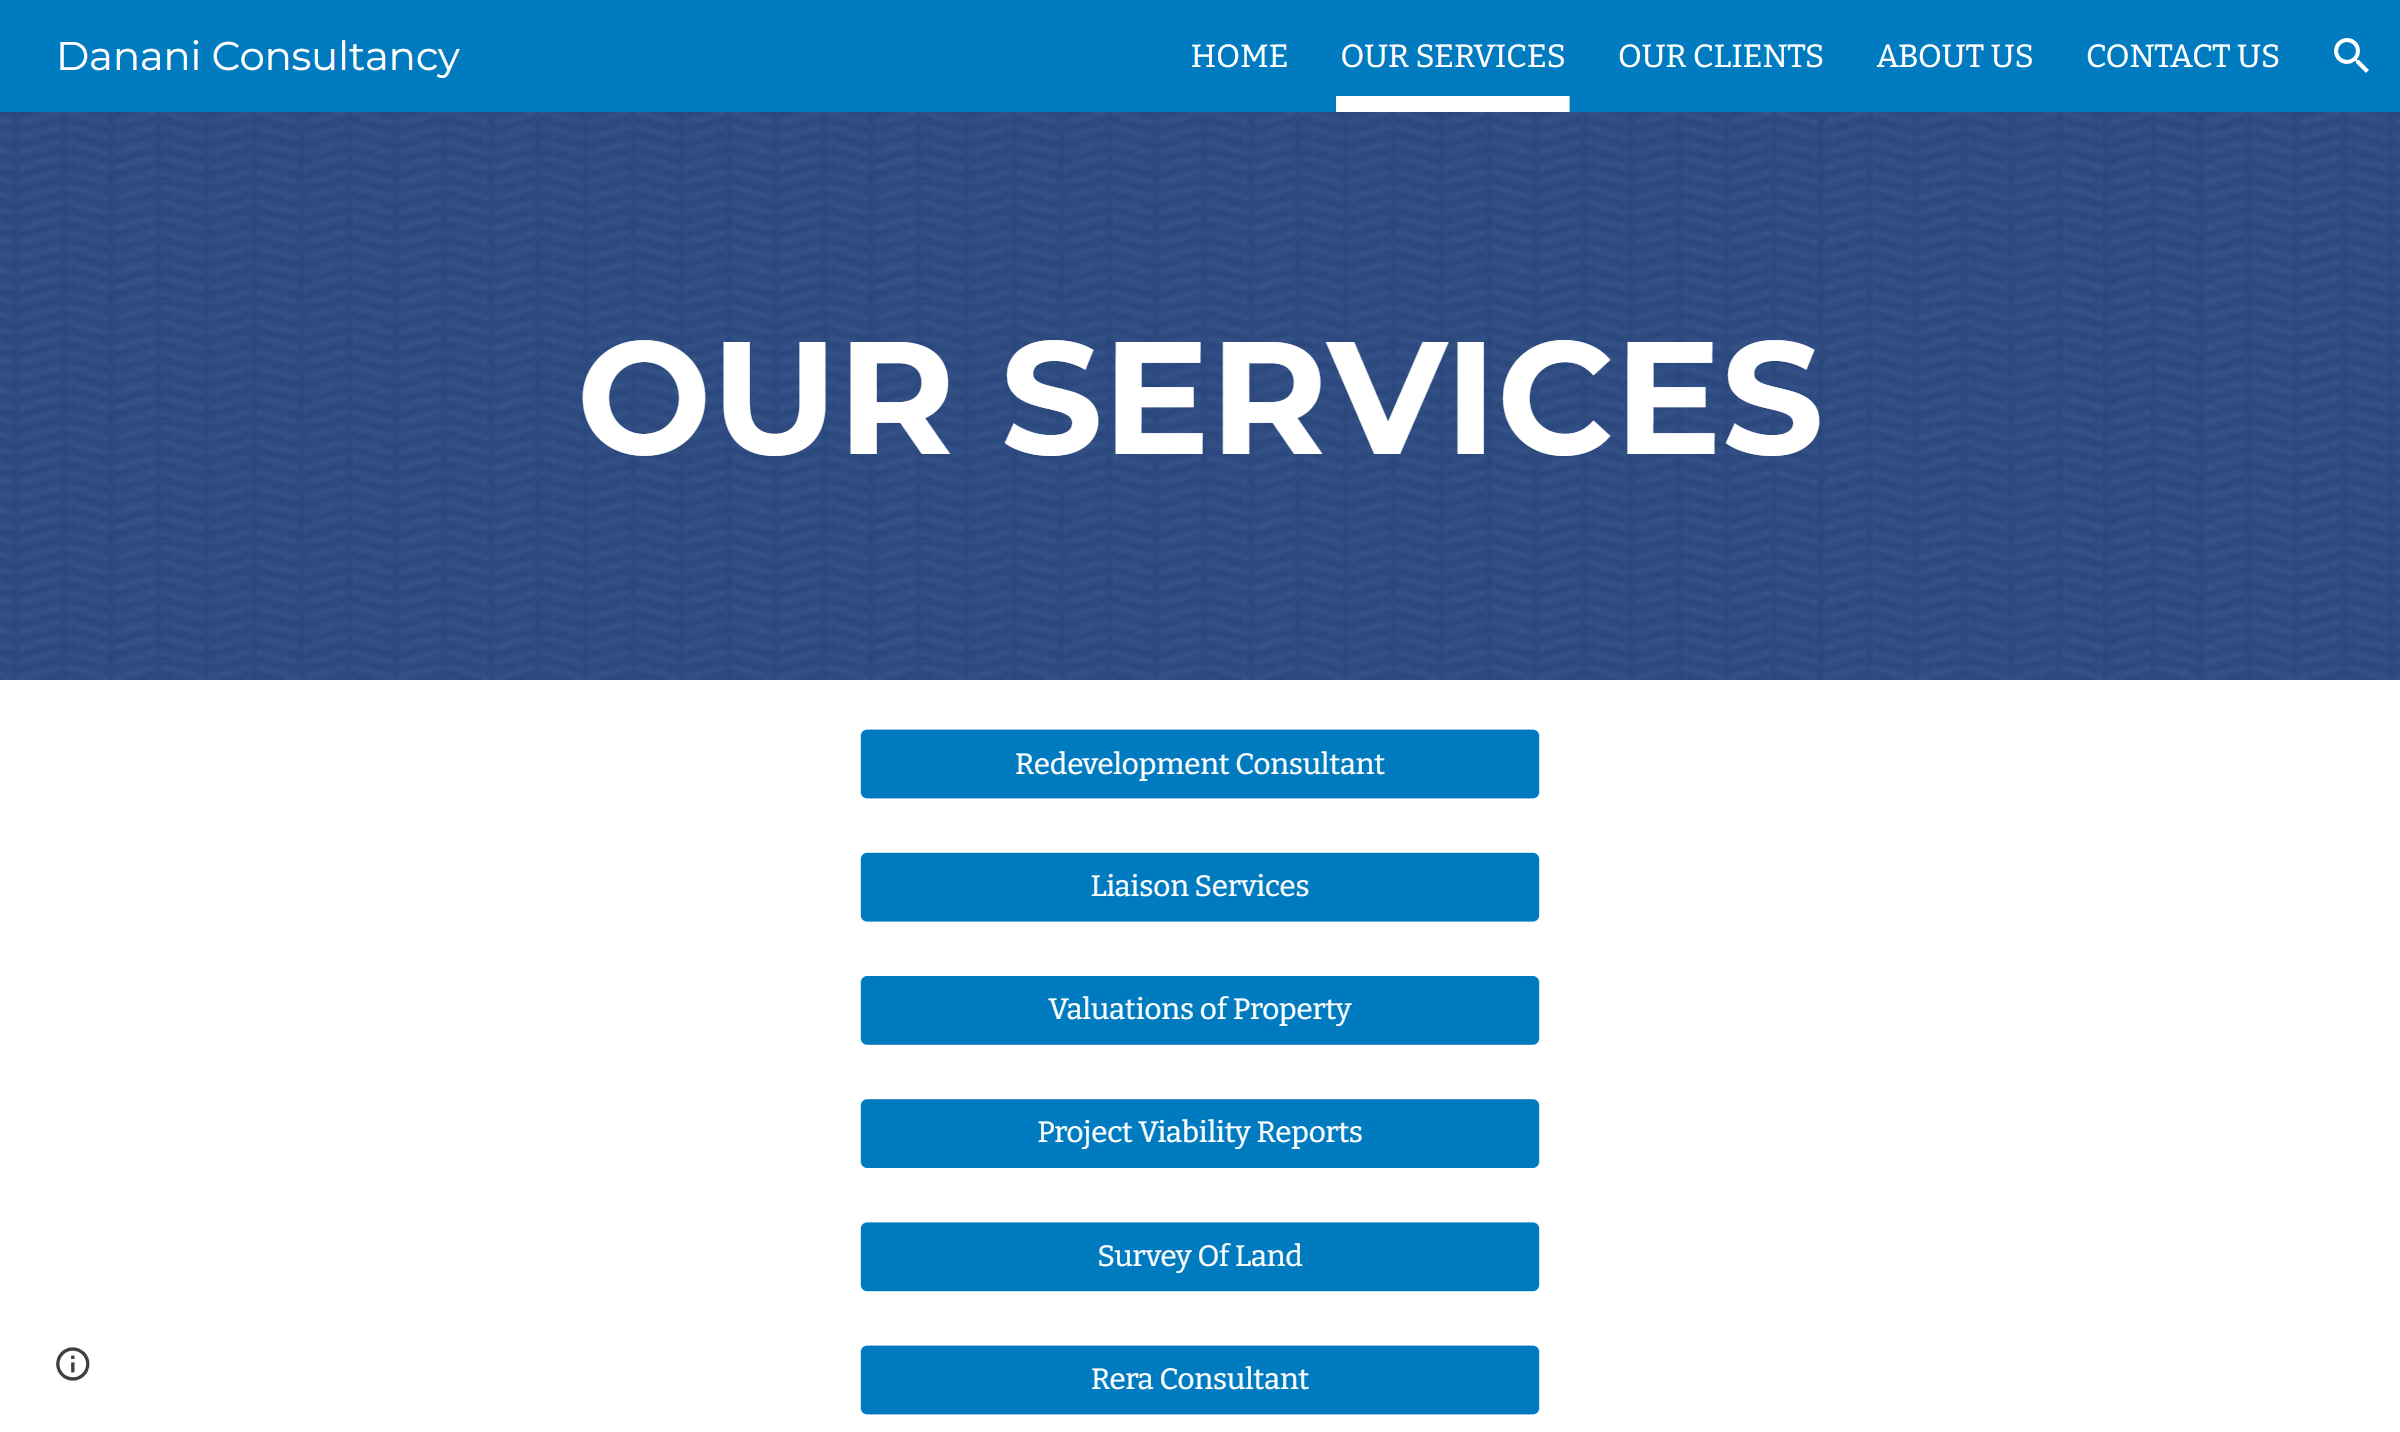 Danani Consultancy
HOME OUR SERVICES OUR CLIENTS ABOUT US CONTACT US
OUR SERVICES
Redevelopment Consultant
Liaison Services
Valuations of Property
Project Viability Reports
Survey Of Land
Rera Consultant